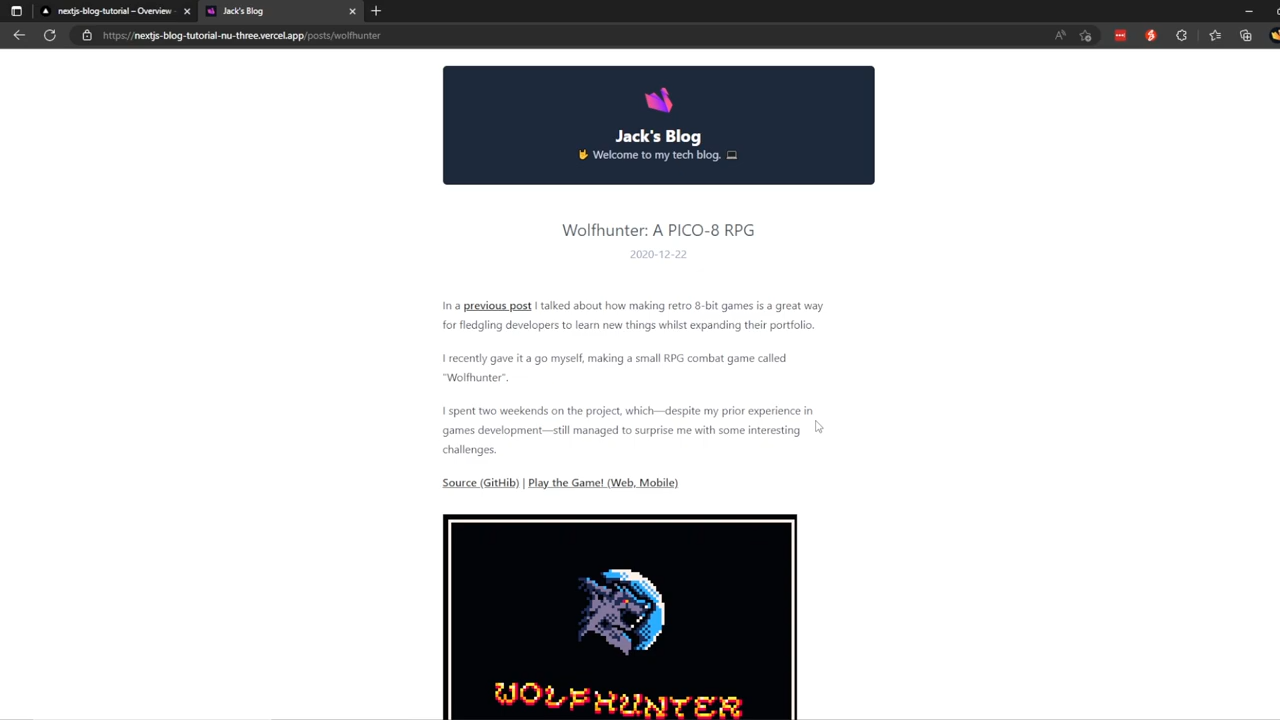 nextjs-blog-tutorial – Overview
Jack's Blog
https://nextjs-blog-tutorial-nu-three.vercel.app/posts/wolfhunter
Jack's Blog
🤟 Welcome to my tech blog. 💻
Wolfhunter: A PICO-8 RPG
2020-12-22
In a previous post I talked about how making retro 8-bit games is a great way
for fledgling developers to learn new things whilst expanding their portfolio.
I recently gave it a go myself, making a small RPG combat game called
"Wolfhunter".
I spent two weekends on the project, which—despite my prior experience in
games development—still managed to surprise me with some interesting
challenges.
Source (GitHib) | Play the Game! (Web, Mobile)
WOLFHUNTER